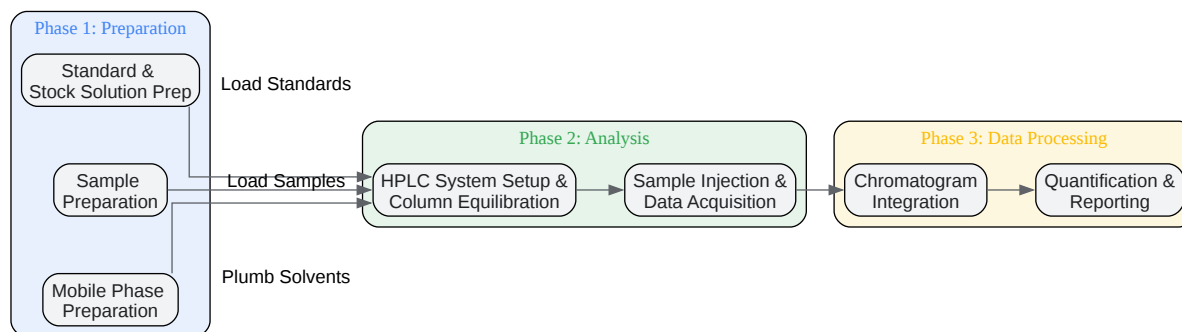 Phase 1: Preparation
Standard &
Stock Solution Prep
Load Standards
Sample
Preparation
Load Samples
Mobile Phase
Preparation
Plumb Solvents
Phase 2: Analysis
HPLC System Setup &
Column Equilibration
Sample Injection &
Data Acquisition
Phase 3: Data Processing
Chromatogram
Integration
Quantification &
Reporting